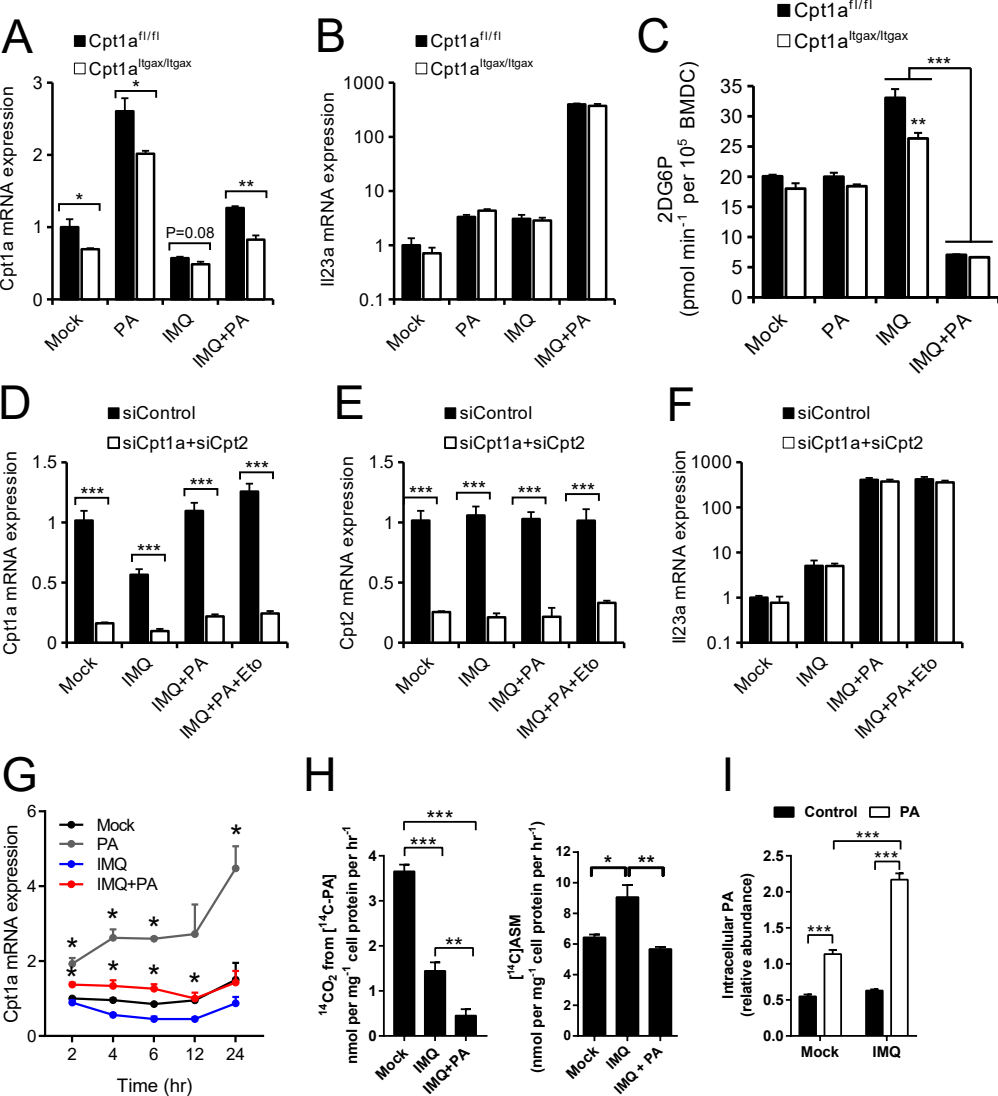 A
Cpt1a^fl/fl
Cpt1a^Itgax/Itgax
Cpt1a mRNA expression
3
2
1
0
*
*
P=0.08
**
Mock
PA
IMQ
IMQ+PA
B
Cpt1a^fl/fl
Cpt1a^Itgax/Itgax
Il23a mRNA expression
1000
100
10
1
0.1
Mock
PA
IMQ
IMQ+PA
C
Cpt1a^fl/fl
Cpt1a^Itgax/Itgax
2DG6P
(pmol min^-1 per 10^5 BMDC)
35
30
25
20
15
10
5
0
***
**
Mock
PA
IMQ
IMQ+PA
D
siControl
siCpt1a+siCpt2
Cpt1a mRNA expression
1.5
1
0.5
0
***
***
***
***
Mock
IMQ
IMQ+PA
IMQ+PA+Eto
E
siControl
siCpt1a+siCpt2
Cpt2 mRNA expression
1.5
1
0.5
0
***
***
***
***
Mock
IMQ
IMQ+PA
IMQ+PA+Eto
F
siControl
siCpt1a+siCpt2
Il23a mRNA expression
1000
100
10
1
0.1
Mock
IMQ
IMQ+PA
IMQ+PA+Eto
G
Cpt1a mRNA expression
6
4
2
0
Mock
PA
IMQ
IMQ+PA
*
*
*
*
*
*
*
*
2
4
6
12
24
Time (hr)
H
^14CO2 from [^14C-PA]
nmol per mg^-1 cell protein per hr^-1
4
3
2
1
0
***
***
**
Mock
IMQ
IMQ+PA
[^14C]ASM
(nmol per mg^-1 cell protein per hr^-1)
12
10
8
6
4
2
0
*
**
Mock
IMQ
IMQ + PA
I
Control
PA
Intracellular PA
(relative abundance)
2.5
2.0
1.5
1.0
0.5
0.0
***
***
***
Mock
IMQ